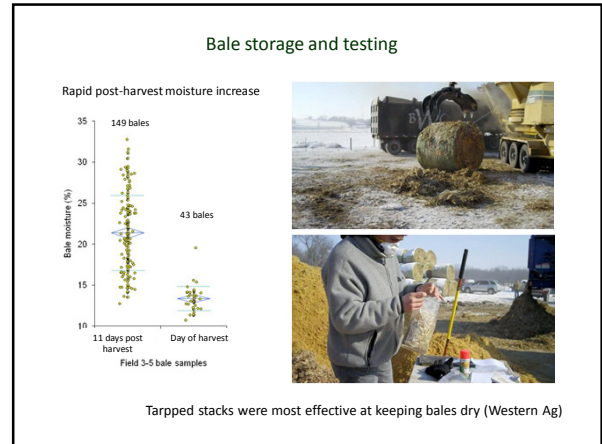 Bale storage and testing
Rapid post-harvest moisture increase
149 bales
43 bales
Bale moisture (%)
35
30
25
20
15
10
11 days post
harvest
Day of harvest
Field 3-5 bale samples
Tarpped stacks were most effective at keeping bales dry (Western Ag)